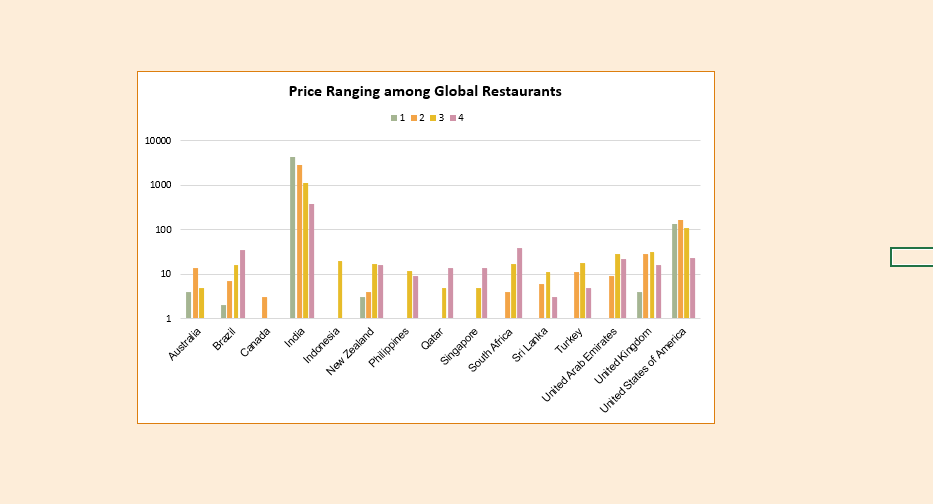 Price Ranging among Global Restaurants
1 2 3 4
10000
1000
100
10
1
Australia
Brazil
Canada
India
Indonesia
New Zealand
Philippines
Qatar
Singapore
South Africa
Sri Lanka
Turkey
United Arab Emirates
United Kingdom
United States of America